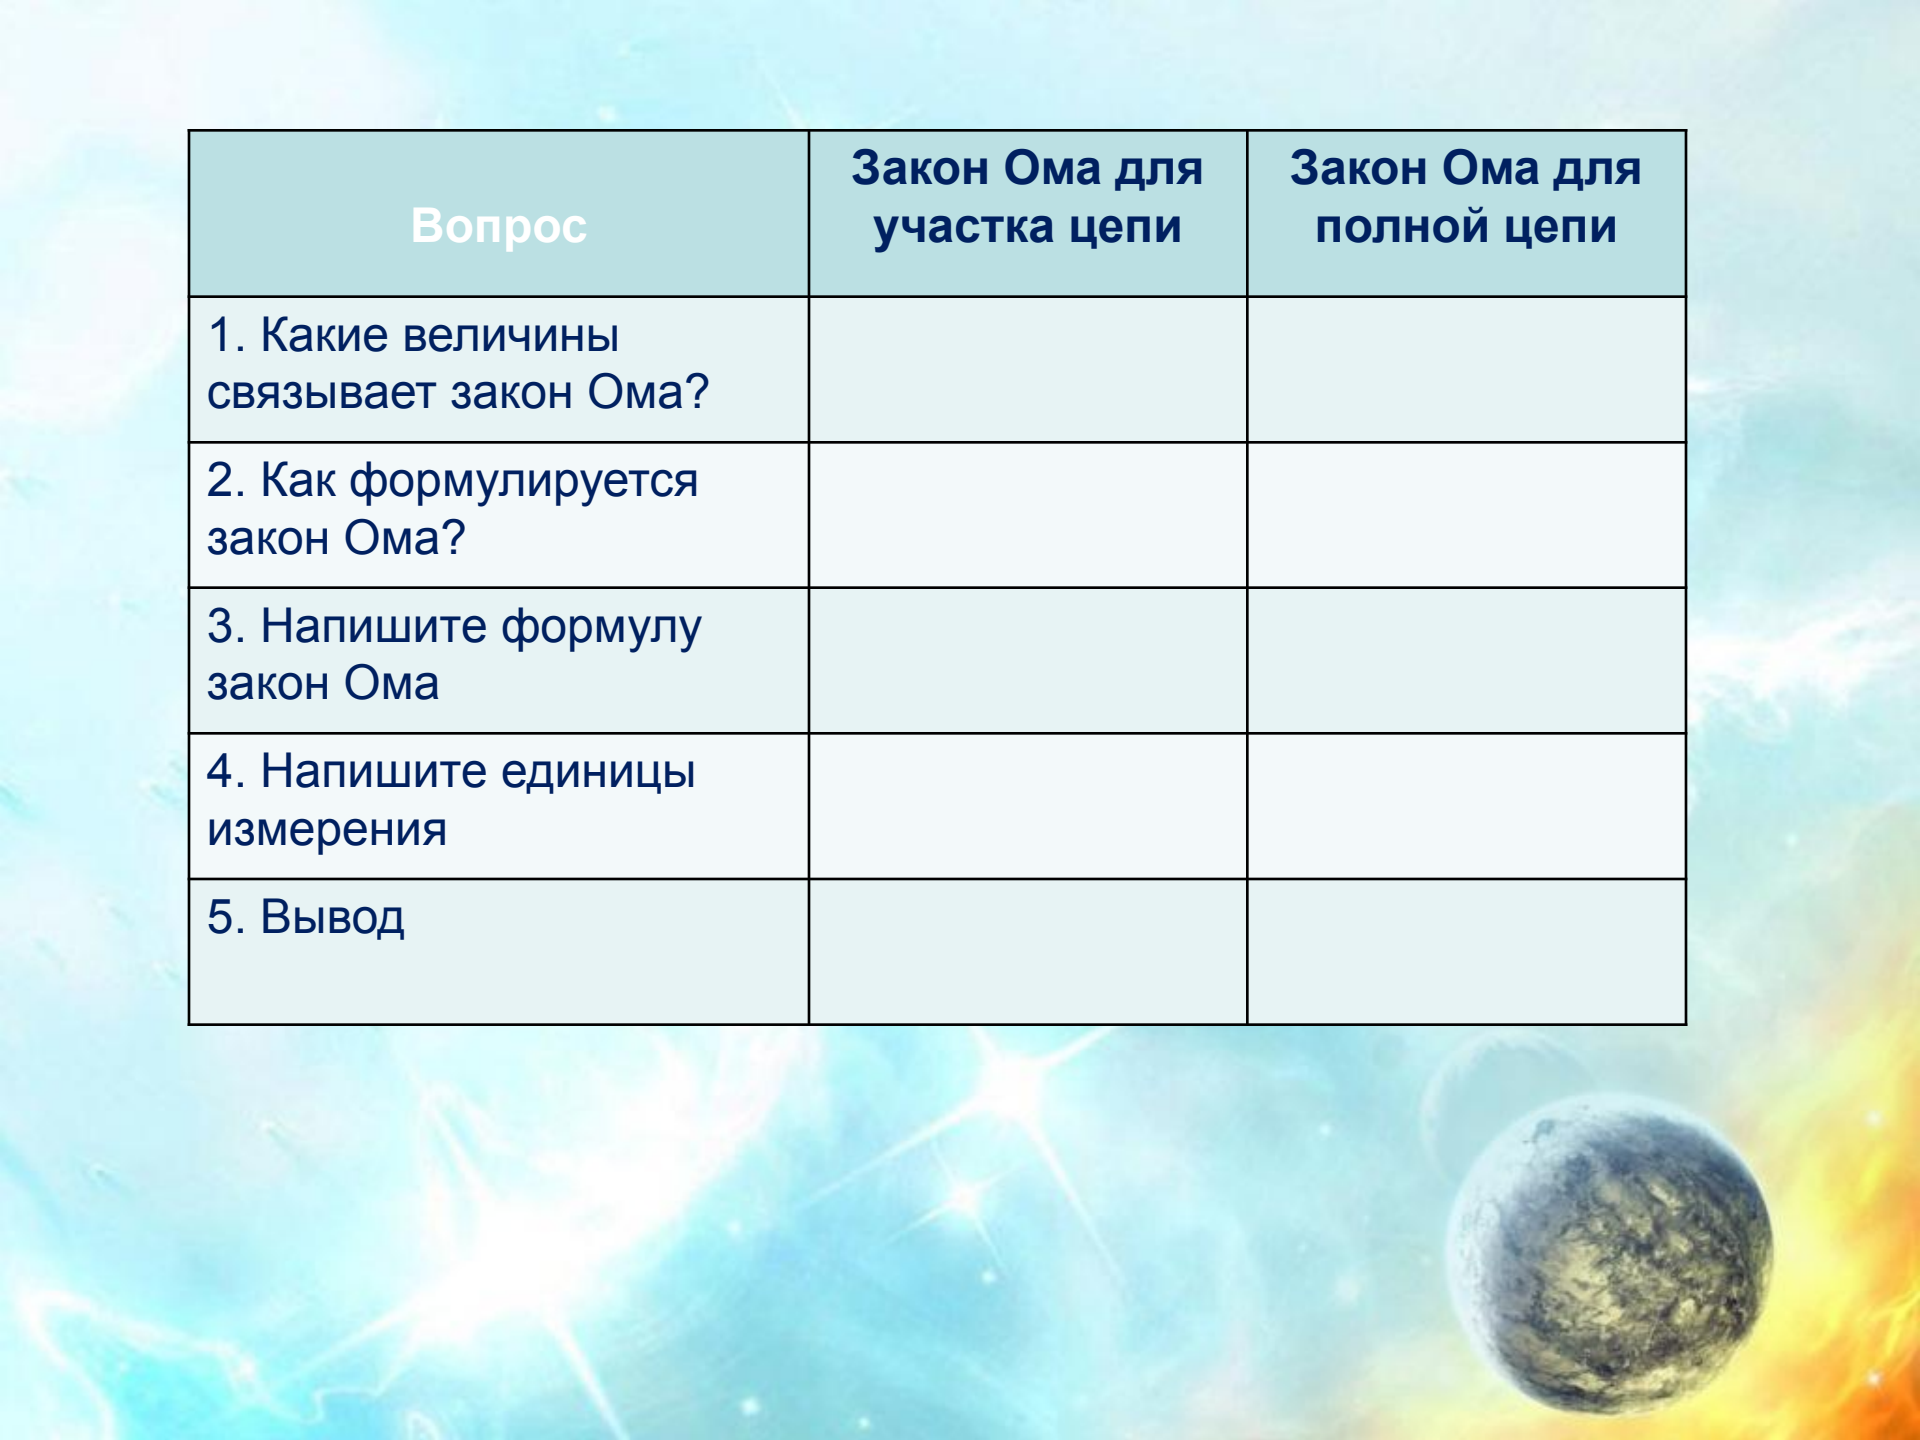 Вопрос
Закон Ома для
участка цепи
Закон Ома для
полной цепи
1. Какие величины
связывает закон Ома?
2. Как формулируется
закон Ома?
3. Напишите формулу
закон Ома
4. Напишите единицы
измерения
5. Вывод